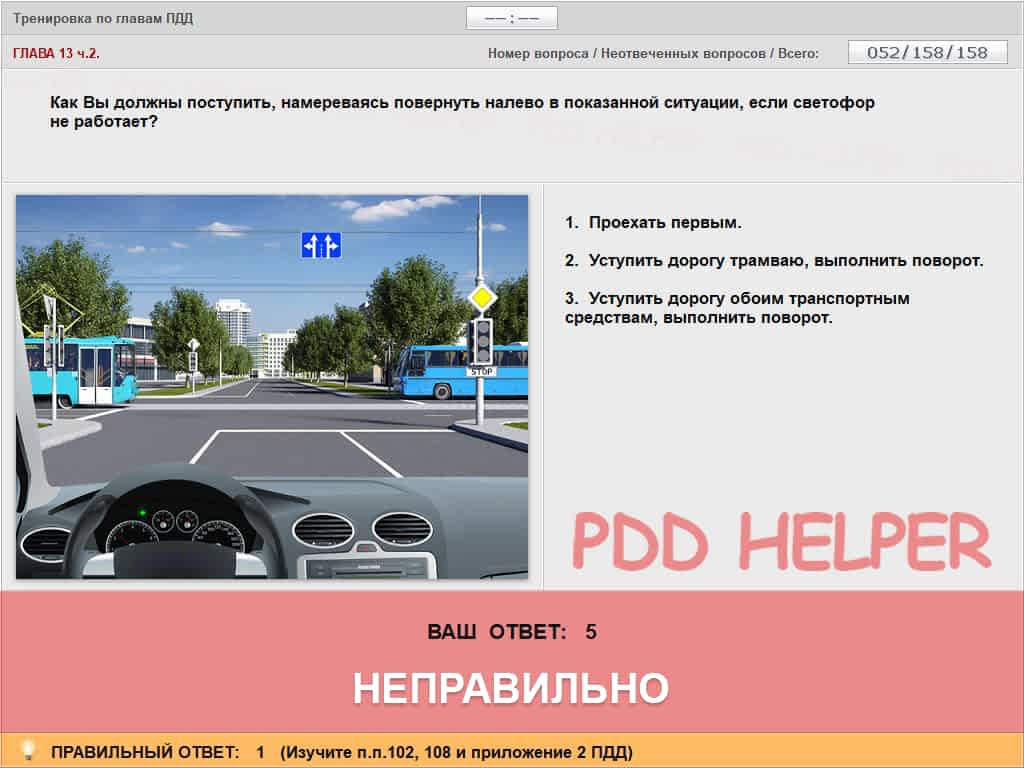 Тренировка по главам ПДД
–– : ––
ГЛАВА 13 ч.2.
Номер вопроса / Неотвеченных вопросов / Всего:
052/158/158
Как Вы должны поступить, намереваясь повернуть налево в показанной ситуации, если светофор
не работает?
STOP
1. Проехать первым.
2. Уступить дорогу трамваю, выполнить поворот.
3. Уступить дорогу обоим транспортным
средствам, выполнить поворот.
PDD HELPER
ВАШ ОТВЕТ: 5
НЕПРАВИЛЬНО
ПРАВИЛЬНЫЙ ОТВЕТ: 1 (Изучите п.п.102, 108 и приложение 2 ПДД)